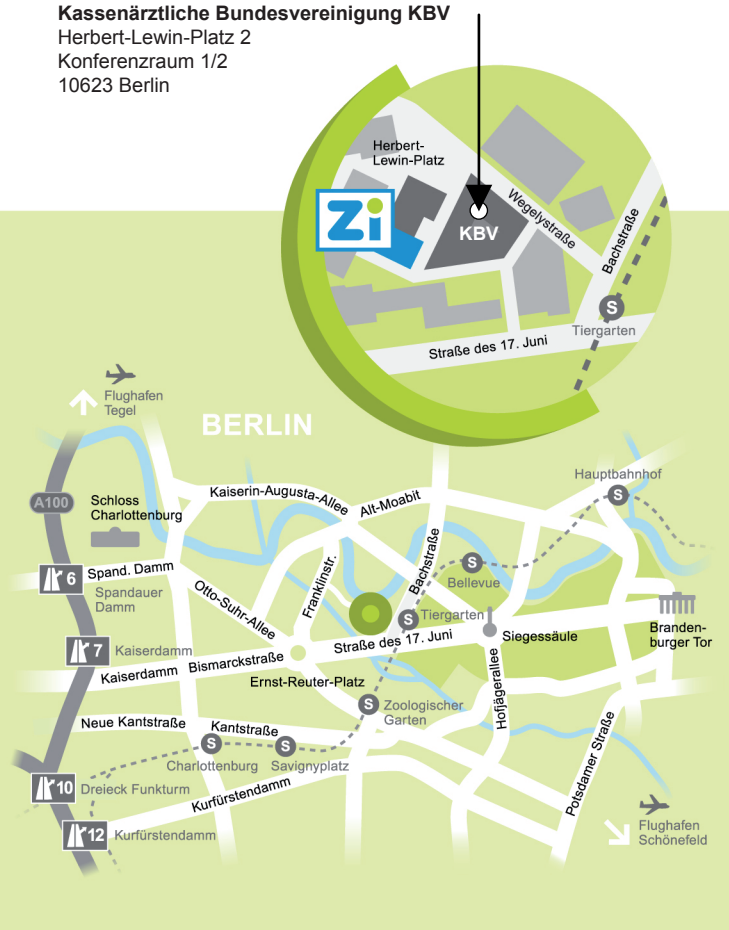 Kassenärztliche Bundesvereinigung KBV
Herbert-Lewin-Platz 2
Konferenzraum 1/2
10623 Berlin
Herbert-
Lewin-Platz
Zi
KBV
Wegelystraße
Bachstraße
S
Tiergarten
Straße des 17. Juni
Flughafen
Tegel
BERLIN
Hauptbahnhof
S
A100
Schloss
Charlottenburg
Kaiserin-Augusta-Allee
Alt-Moabit
6
Spand. Damm
Spandauer
Damm
Otto-Suhr-Allee
Franklinstr.
Bachstraße
S
Bellevue
S
Tiergarten
Straße des 17. Juni
Siegessäule
Branden-
burger Tor
7
Kaiserdamm
Kaiserdamm
Bismarckstraße
Ernst-Reuter-Platz
Hofjägerallee
S
Zoologischer
Garten
Neue Kantstraße
Kantstraße
S
Charlottenburg
S
Savignyplatz
Potsdamer Straße
10
Dreieck Funkturm
Kurfürstendamm
12
Kurfürstendamm
Flughafen
Schönefeld